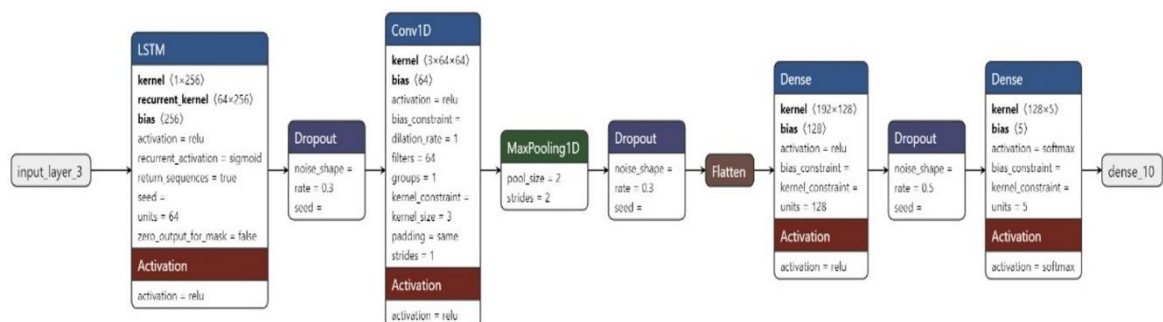 input_layer_3
LSTM
kernel ⟨1×256⟩
recurrent_kernel ⟨64×256⟩
bias ⟨256⟩
activation = relu
recurrent_activation = sigmoid
return_sequences = true
seed =
units = 64
zero_output_for_mask = false
Activation
activation = relu
Dropout
noise_shape =
rate = 0.3
seed =
Conv1D
kernel ⟨3×64×64⟩
bias ⟨64⟩
activation = relu
bias_constraint =
dilation_rate = 1
filters = 64
groups = 1
kernel_constraint =
kernel_size = 3
padding = same
strides = 1
Activation
activation = relu
MaxPooling1D
pool_size = 2
strides = 2
Dropout
noise_shape =
rate = 0.3
seed =
Flatten
Dense
kernel ⟨192×128⟩
bias ⟨128⟩
activation = relu
bias_constraint =
kernel_constraint =
units = 128
Activation
activation = relu
Dropout
noise_shape =
rate = 0.5
seed =
Dense
kernel ⟨128×5⟩
bias ⟨5⟩
activation = softmax
bias_constraint =
kernel_constraint =
units = 5
Activation
activation = softmax
dense_10